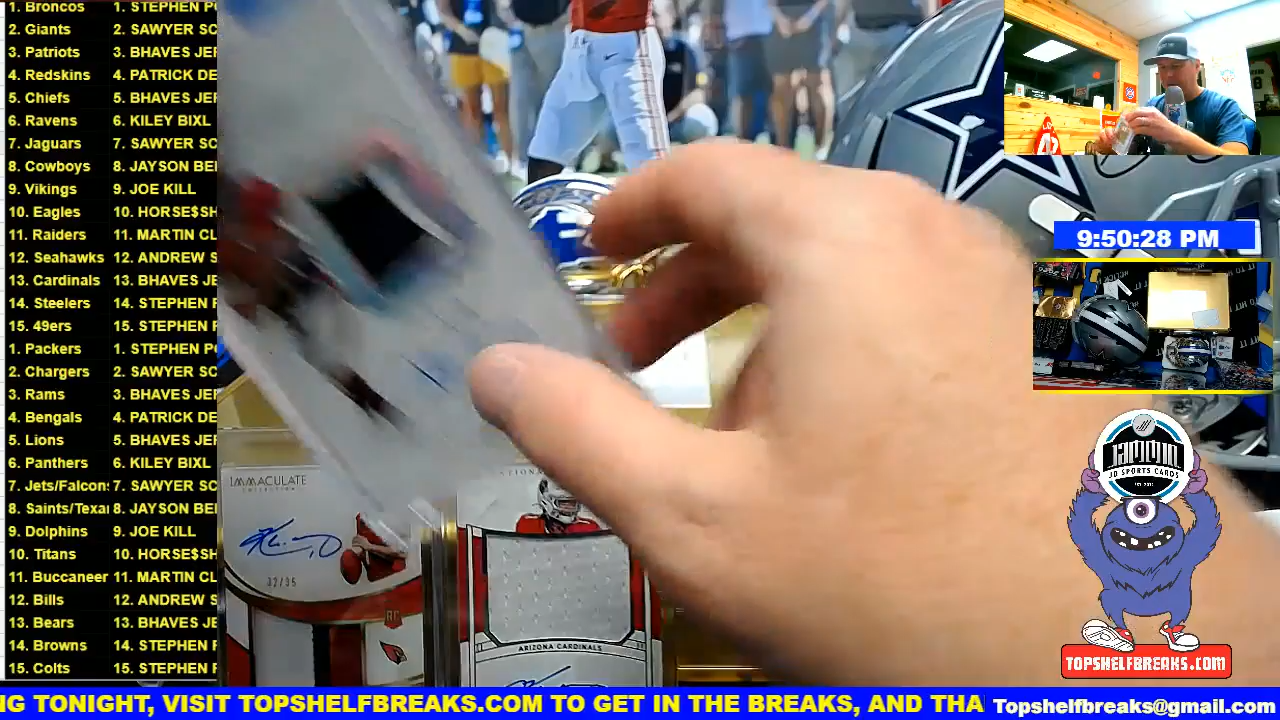 1. Broncos 1. STEPHEN P
2. Giants 2. SAWYER SC
3. Patriots 3. BHAVES JEF
4. Redskins 4. PATRICK DE
5. Chiefs 5. BHAVES JEF
6. Ravens 6. KILEY BIXL
7. Jaguars 7. SAWYER SC
8. Cowboys 8. JAYSON BE
9. Vikings 9. JOE KILL
10. Eagles 10. HORSE$SH
11. Raiders 11. MARTIN CL
12. Seahawks 12. ANDREW S
13. Cardinals 13. BHAVES JE
14. Steelers 14. STEPHEN F
15. 49ers 15. STEPHEN F
1. Packers 1. STEPHEN P
2. Chargers 2. SAWYER SC
3. Rams 3. BHAVES JEF
4. Bengals 4. PATRICK DE
5. Lions 5. BHAVES JEF
6. Panthers 6. KILEY BIXL
7. Jets/Falcons 7. SAWYER SC
8. Saints/Texa 8. JAYSON BE
9. Dolphins 9. JOE KILL
10. Titans 10. HORSE$SH
11. Buccaneer 11. MARTIN CL
12. Bills 12. ANDREW S
13. Bears 13. BHAVES JE
14. Browns 14. STEPHEN F
15. Colts 15. STEPHEN F
9:50:28 PM
IMMACULATE
COLLECTION
32/35
RC
ARIZONA CARDINALS
JAMMIN
JD SPORTS CARDS
TOPSHELFBREAKS.COM
NG TONIGHT, VISIT TOPSHELFBREAKS.COM TO GET IN THE BREAKS, AND THA
Topshelfbreaks@gmail.com